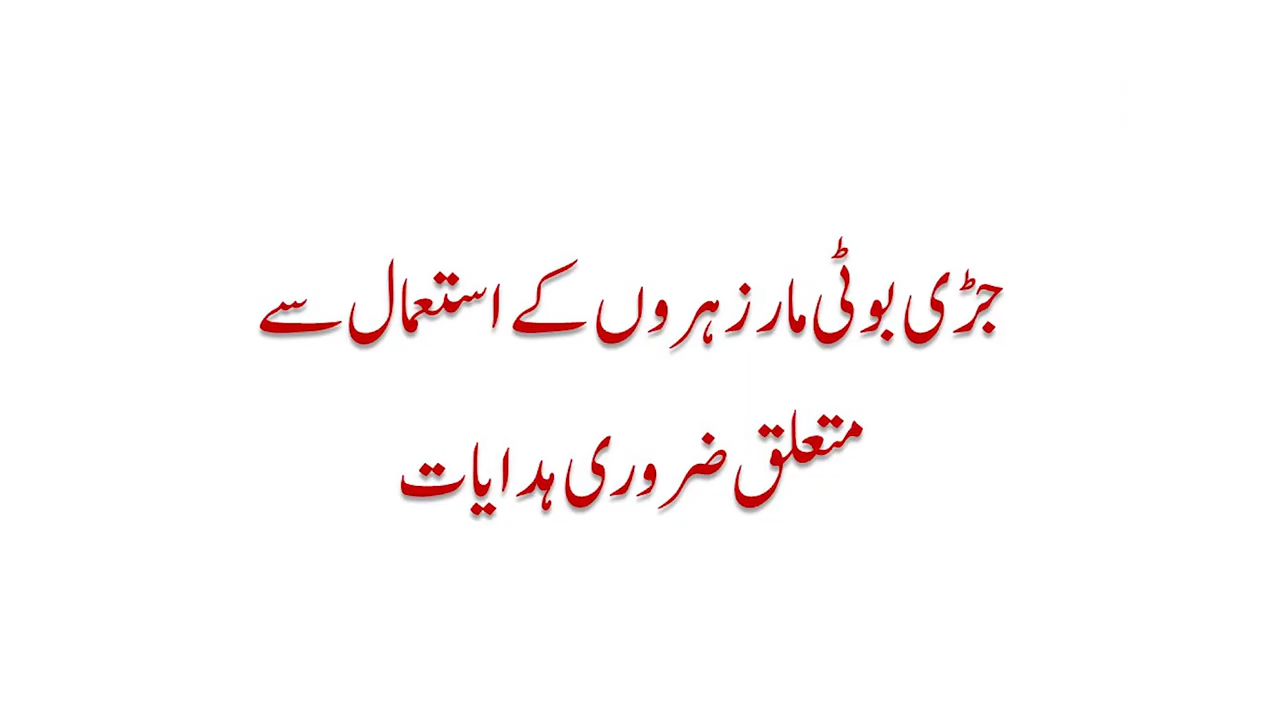 جڑی بوٹی مار زہروں کے استعمال سے
متعلق ضروری ہدایات